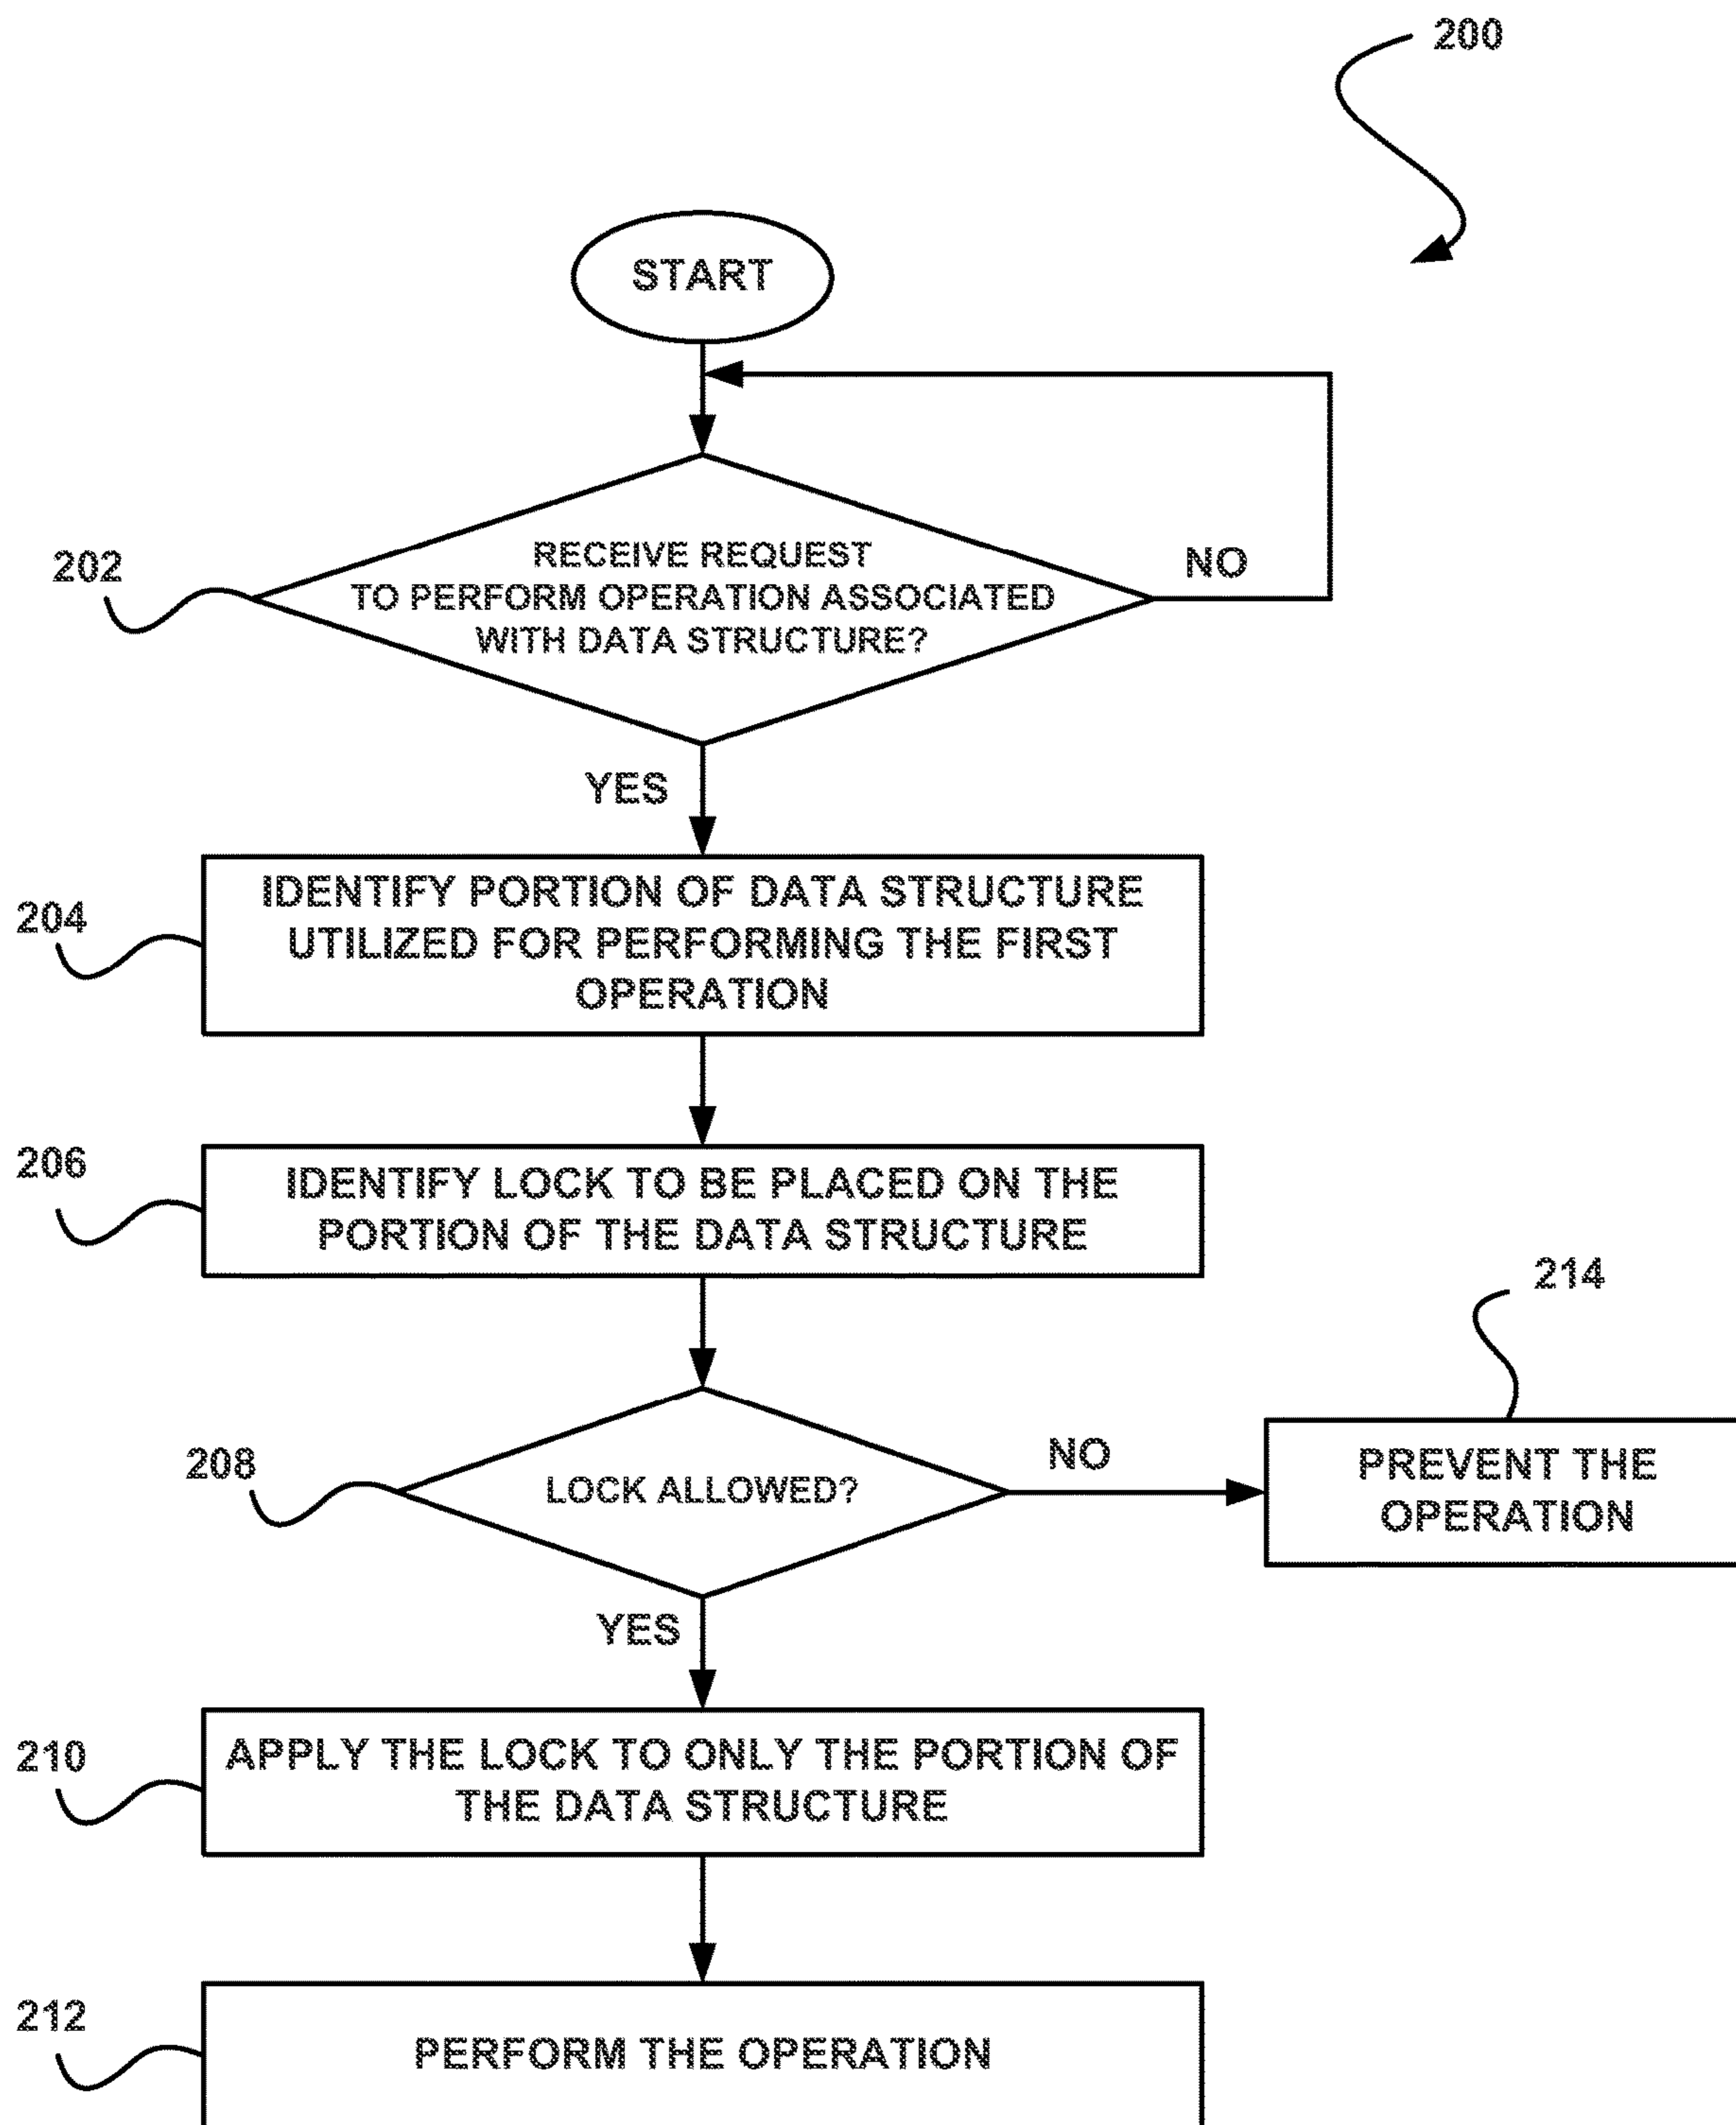 200
START
202
RECEIVE REQUEST
TO PERFORM OPERATION ASSOCIATED
WITH DATA STRUCTURE?
NO
YES
204
IDENTIFY PORTION OF DATA STRUCTURE
UTILIZED FOR PERFORMING THE FIRST
OPERATION
206
IDENTIFY LOCK TO BE PLACED ON THE
PORTION OF THE DATA STRUCTURE
208
LOCK ALLOWED?
NO
214
PREVENT THE
OPERATION
YES
210
APPLY THE LOCK TO ONLY THE PORTION OF
THE DATA STRUCTURE
212
PERFORM THE OPERATION